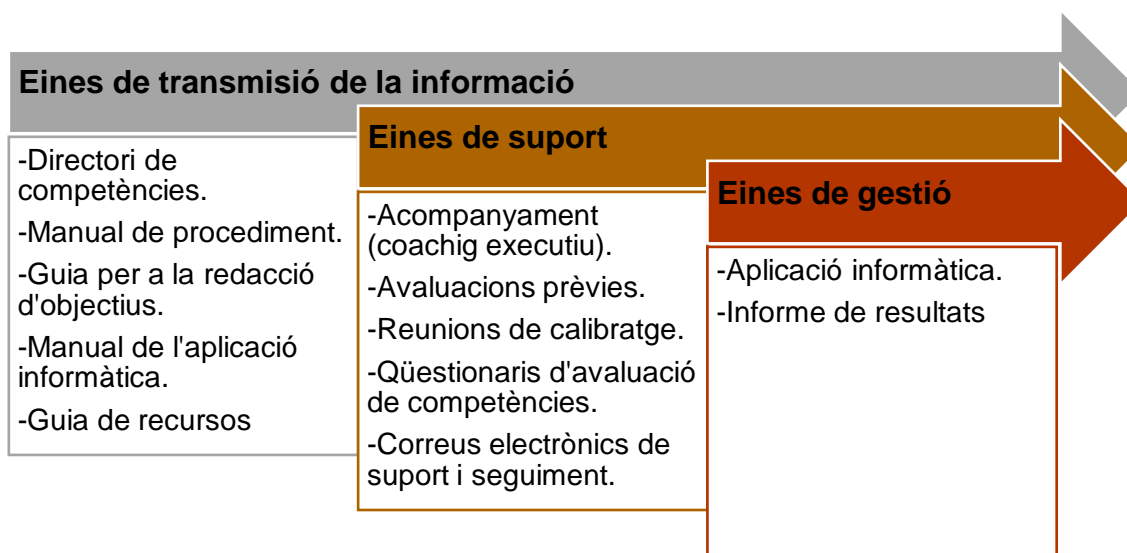 Eines de transmisió de la informació
-Directori de
competències.
-Manual de procediment.
-Guia per a la redacció
d'objectius.
-Manual de l'aplicació
informàtica.
-Guia de recursos
Eines de suport
-Acompanyament
(coachig executiu).
-Avaluacions prèvies.
-Reunions de calibratge.
-Qüestionaris d'avaluació
de competències.
-Correus electrònics de
suport i seguiment.
Eines de gestió
-Aplicació informàtica.
-Informe de resultats